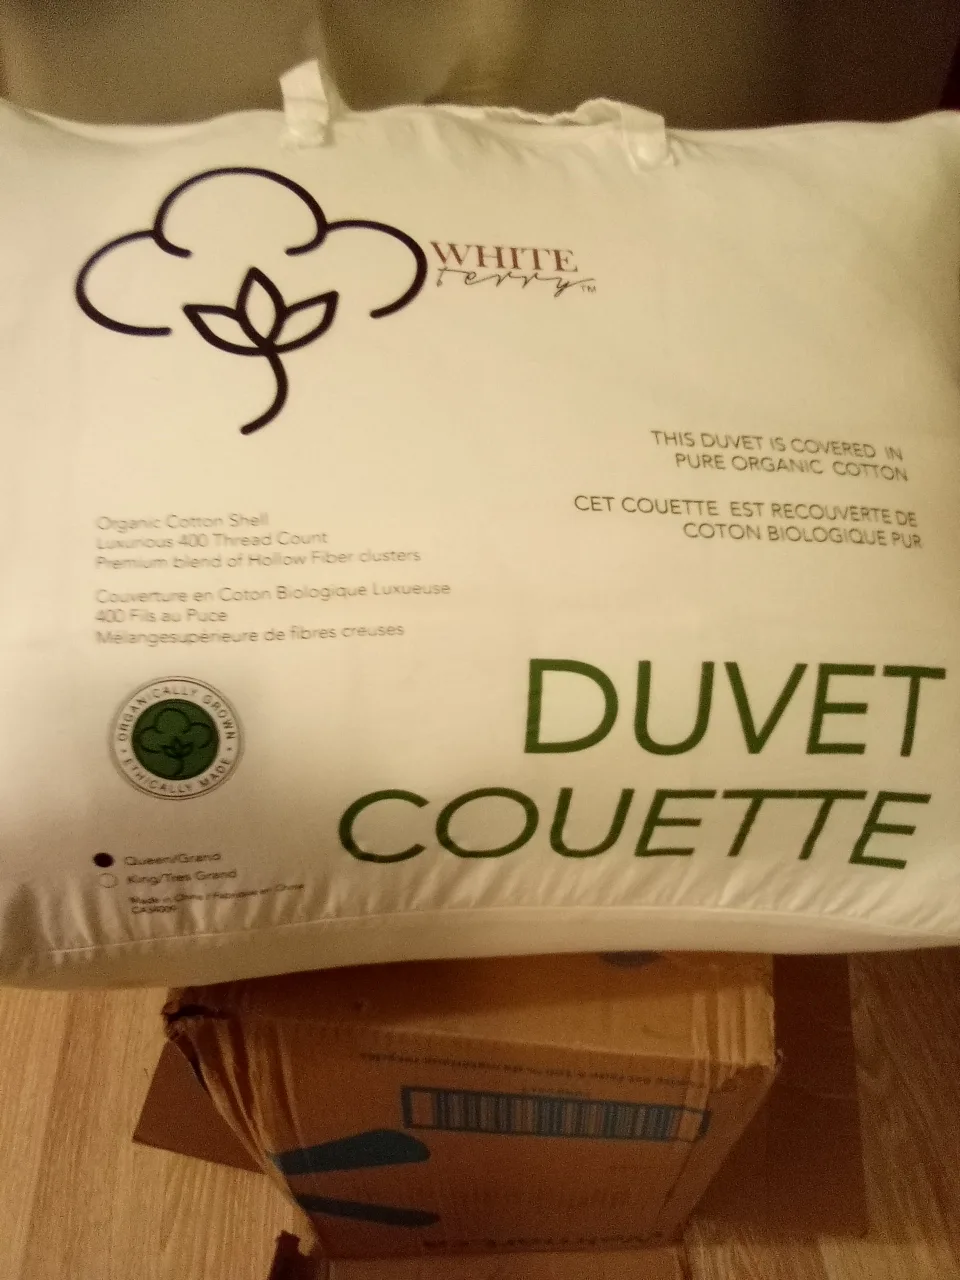 WHITE
terry™
THIS DUVET IS COVERED IN
PURE ORGANIC COTTON
CET COUETTE EST RECOUVERTE DE
COTON BIOLOGIQUE PUR
Organic Cotton Shell
Luxurious 400 Thread Count
Premium blend of Hollow Fiber clusters
Couverture en Coton Biologique Luxueuse
400 Fils au Puce
Mélangesupérieure de fibres creuses
DUVET
COUETTE
ORGANICALLY GROWN
• ETHICALLY MADE •
Queen/Grand
King/Tres Grand
*Made in China / Fabriqué en Chine